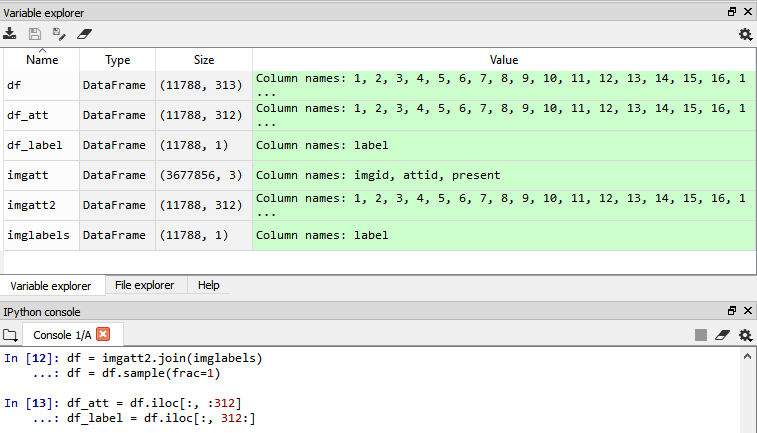 Variable explorer
Name Type Size Value
df DataFrame (11788, 313) Column names: 1, 2, 3, 4, 5, 6, 7, 8, 9, 10, 11, 12, 13, 14, 15, 16, 1
...
df_att DataFrame (11788, 312) Column names: 1, 2, 3, 4, 5, 6, 7, 8, 9, 10, 11, 12, 13, 14, 15, 16, 1
...
df_label DataFrame (11788, 1) Column names: label
imgatt DataFrame (3677856, 3) Column names: imgid, attid, present
imgatt2 DataFrame (11788, 312) Column names: 1, 2, 3, 4, 5, 6, 7, 8, 9, 10, 11, 12, 13, 14, 15, 16, 1
...
imglabels DataFrame (11788, 1) Column names: label
Variable explorer File explorer Help
IPython console
Console 1/A
In [12]: df = imgatt2.join(imglabels)
...: df = df.sample(frac=1)
In [13]: df_att = df.iloc[:, :312]
...: df_label = df.iloc[:, 312:]